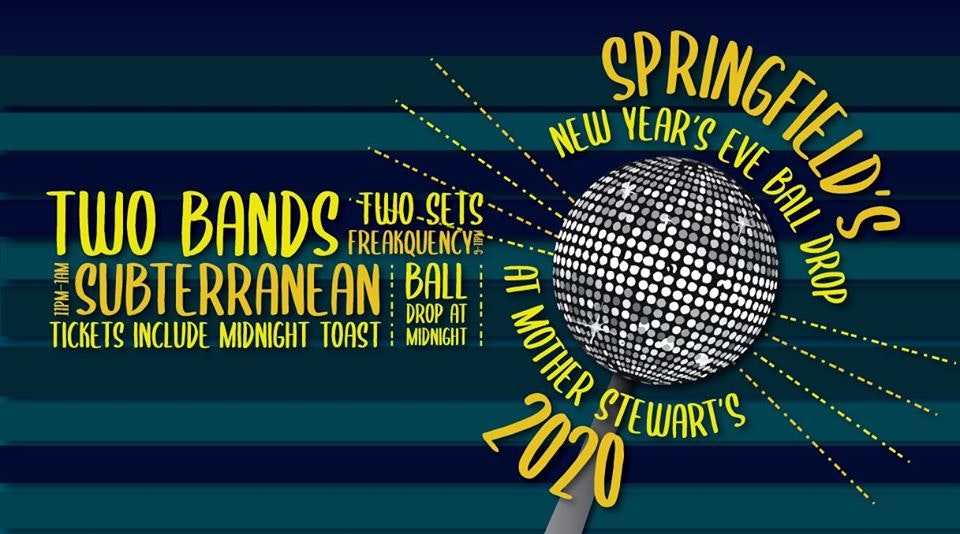 SPRINGFIELD'S
NEW YEAR'S EVE BALL DROP
AT MOTHER STEWART'S
2020
TWO BANDS
11PM-1AM
SUBTERRANEAN
TICKETS INCLUDE MIDNIGHT TOAST
TWO SETS
FREAKQUENCY
BALL
DROP AT
MIDNIGHT